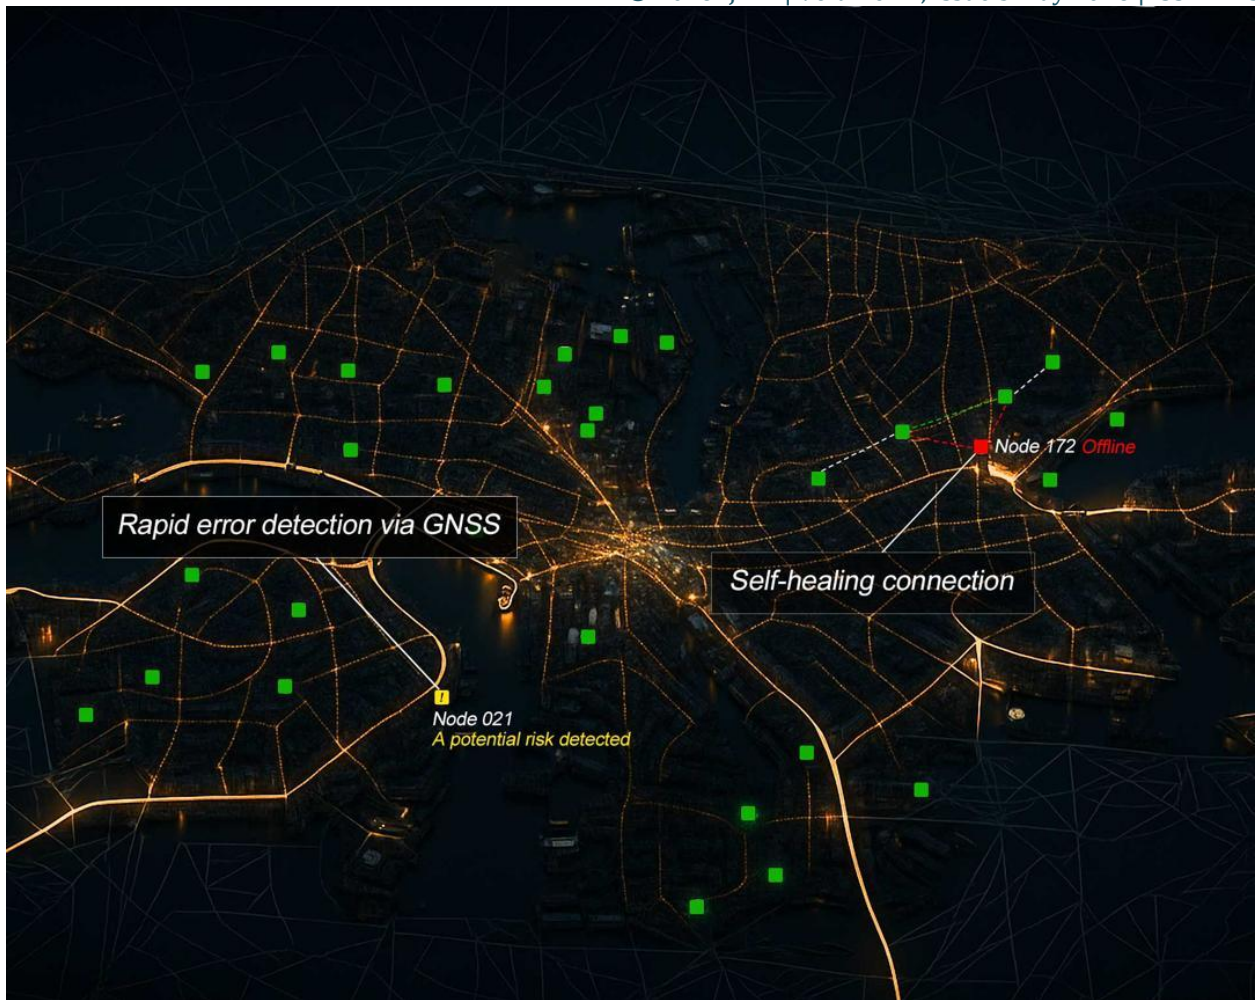 Node 172 Offline
Rapid error detection via GNSS
Self-healing connection
!
Node 021
A potential risk detected